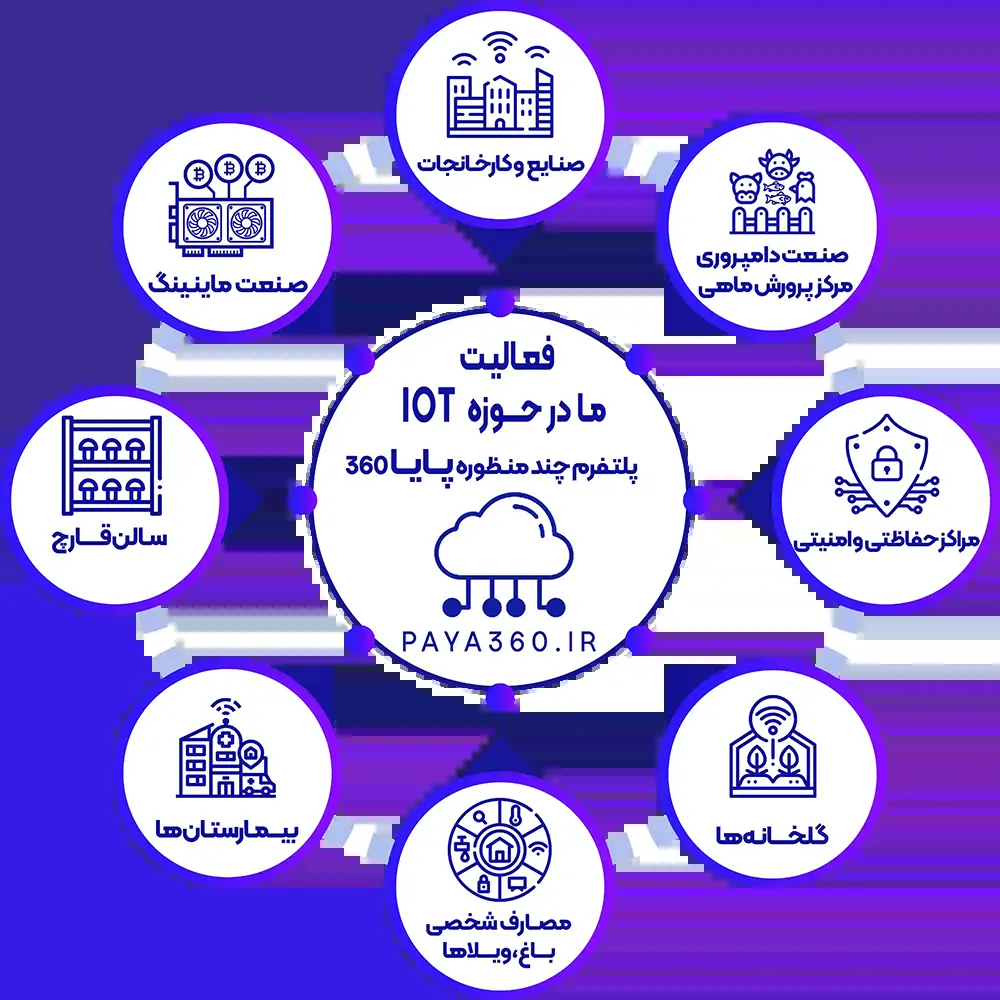 صنایع و کارخانجات
صنعت دامپروری
مرکز پرورش ماهی
صنعت ماینینگ
فعالیت
ما در حوزه IOT
پلتفرم چند منظوره پایا 360
PAYA360.IR
مراکز حفاظتی و امنیتی
سالن قارچ
گلخانه‌ها
بیمارستان‌ها
مصارف شخصی
باغ، ویلاها